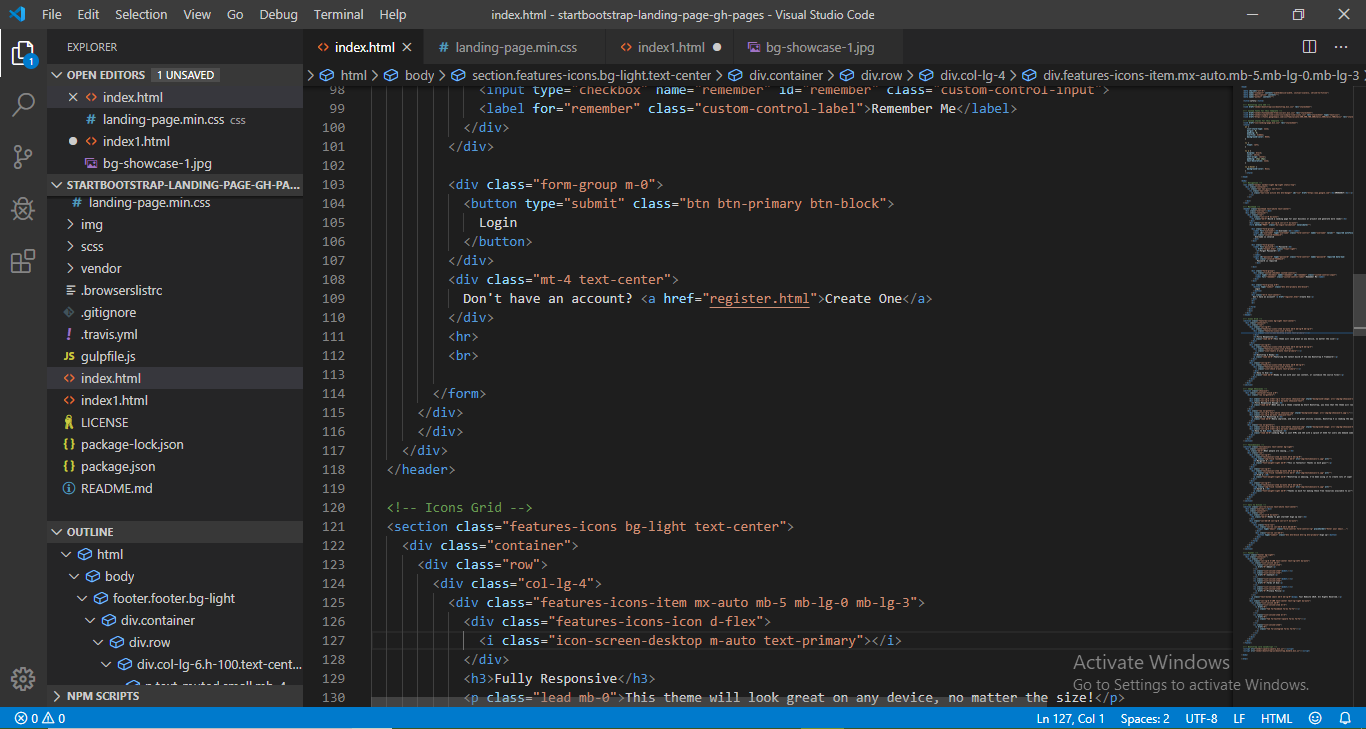 File Edit Selection View Go Debug Terminal Help
index.html - startbootstrap-landing-page-gh-pages - Visual Studio Code
EXPLORER
OPEN EDITORS 1 UNSAVED
index.html
landing-page.min.css css
index1.html
bg-showcase-1.jpg
STARTBOOTSTRAP-LANDING-PAGE-GH-PA...
landing-page.min.css
img
scss
vendor
.browserslistrc
.gitignore
.travis.yml
gulpfile.js
index.html
index1.html
LICENSE
package-lock.json
package.json
README.md
OUTLINE
html
body
footer.footer.bg-light
div.container
div.row
div.col-lg-6.h-100.text-cent...
p.text-muted.small.mb-4...
NPM SCRIPTS
index.html landing-page.min.css index1.html bg-showcase-1.jpg
html > body > section.features-icons.bg-light.text-center > div.container > div.row > div.col-lg-4 > div.features-icons-item.mx-auto.mb-5.mb-lg-0.mb-lg-3
98 <input type="checkbox" name="remember" id="remember" class="custom-control-input">
99 <label for="remember" class="custom-control-label">Remember Me</label>
100 </div>
101 </div>
102
103 <div class="form-group m-0">
104 <button type="submit" class="btn btn-primary btn-block">
105 Login
106 </button>
107 </div>
108 <div class="mt-4 text-center">
109 Don't have an account? <a href="register.html">Create One</a>
110 </div>
111 <hr>
112 <br>
113
114 </form>
115 </div>
116 </div>
117 </div>
118 </header>
119
120 <!-- Icons Grid -->
121 <section class="features-icons bg-light text-center">
122 <div class="container">
123 <div class="row">
124 <div class="col-lg-4">
125 <div class="features-icons-item mx-auto mb-5 mb-lg-0 mb-lg-3">
126 <div class="features-icons-icon d-flex">
127 <i class="icon-screen-desktop m-auto text-primary"></i>
128 </div>
129 <h3>Fully Responsive</h3>
130 <p class="lead mb-0">This theme will look great on any device, no matter the size!</p>
Activate Windows
Go to Settings to activate Windows.
0 0
Ln 127, Col 1 Spaces: 2 UTF-8 LF HTML